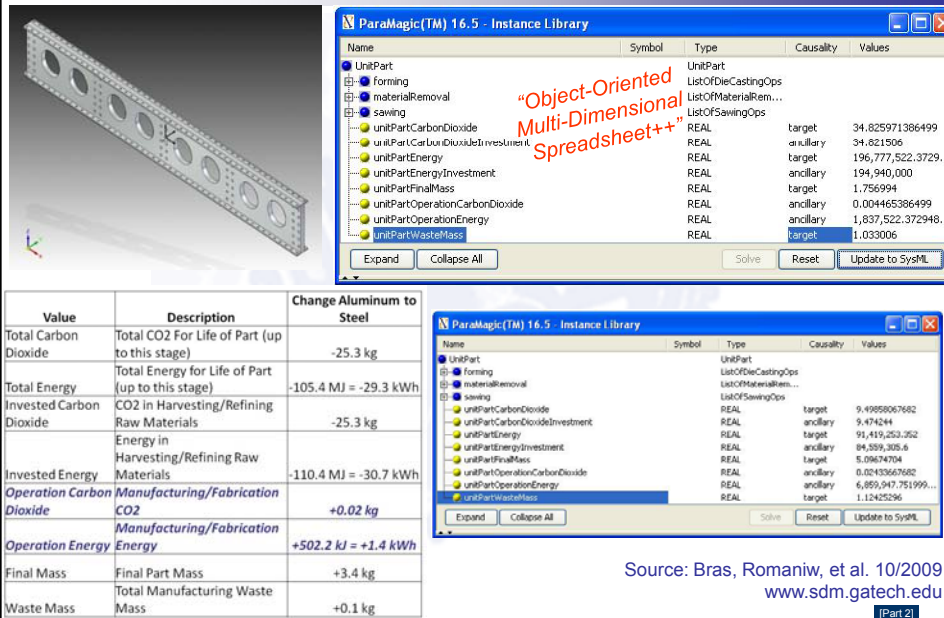 ParaMagic(TM) 16.5 - Instance Library
Name Symbol Type Causality Values
UnitPart UnitPart
forming ListOfDieCastingOps
materialRemoval ListOfMaterialRem...
sawing ListOfSawingOps
unitPartCarbonDioxide REAL target 34.825971386499
unitPartCarbonDioxideInvestment REAL ancillary 34.821506
unitPartEnergy REAL target 196,777,522.3729.
unitPartEnergyInvestment REAL ancillary 194,940,000
unitPartFinalMass REAL target 1.756994
unitPartOperationCarbonDioxide REAL ancillary 0.004465386499
unitPartOperationEnergy REAL ancillary 1,837,522.372948.
unitPartWasteMass REAL target 1.033006
Expand Collapse All Solve Reset Update to SysML
“Object-Oriented
Multi-Dimensional
Spreadsheet++”
Value Description Change Aluminum to
Steel
Total Carbon Total CO2 For Life of Part (up
Dioxide to this stage) -25.3 kg
Total Energy for Life of Part
Total Energy (up to this stage) -105.4 MJ = -29.3 kWh
Invested Carbon CO2 in Harvesting/Refining
Dioxide Raw Materials -25.3 kg
Energy in
Harvesting/Refining Raw
Invested Energy Materials -110.4 MJ = -30.7 kWh
Operation Carbon Manufacturing/Fabrication
Dioxide CO2 +0.02 kg
Manufacturing/Fabrication
Operation Energy Energy +502.2 kJ = +1.4 kWh
Final Mass Final Part Mass +3.4 kg
Total Manufacturing Waste
Waste Mass Mass +0.1 kg
ParaMagic(TM) 16.5 - Instance Library
Name Symbol Type Causality Values
UnitPart UnitPart
forming ListOfDieCastingOps
materialRemoval ListOfMaterialRem...
sawing ListOfSawingOps
unitPartCarbonDioxide REAL target 9.49858067682
unitPartCarbonDioxideInvestment REAL ancillary 9.474244
unitPartEnergy REAL target 91,419,253.352
unitPartEnergyInvestment REAL ancillary 84,559,305.6
unitPartFinalMass REAL target 5.09674704
unitPartOperationCarbonDioxide REAL ancillary 0.02433667682
unitPartOperationEnergy REAL ancillary 6,859,947.751999...
unitPartWasteMass REAL target 1.12425296
Expand Collapse All Solve Reset Update to SysML
Source: Bras, Romaniw, et al. 10/2009
www.sdm.gatech.edu
[Part 2]